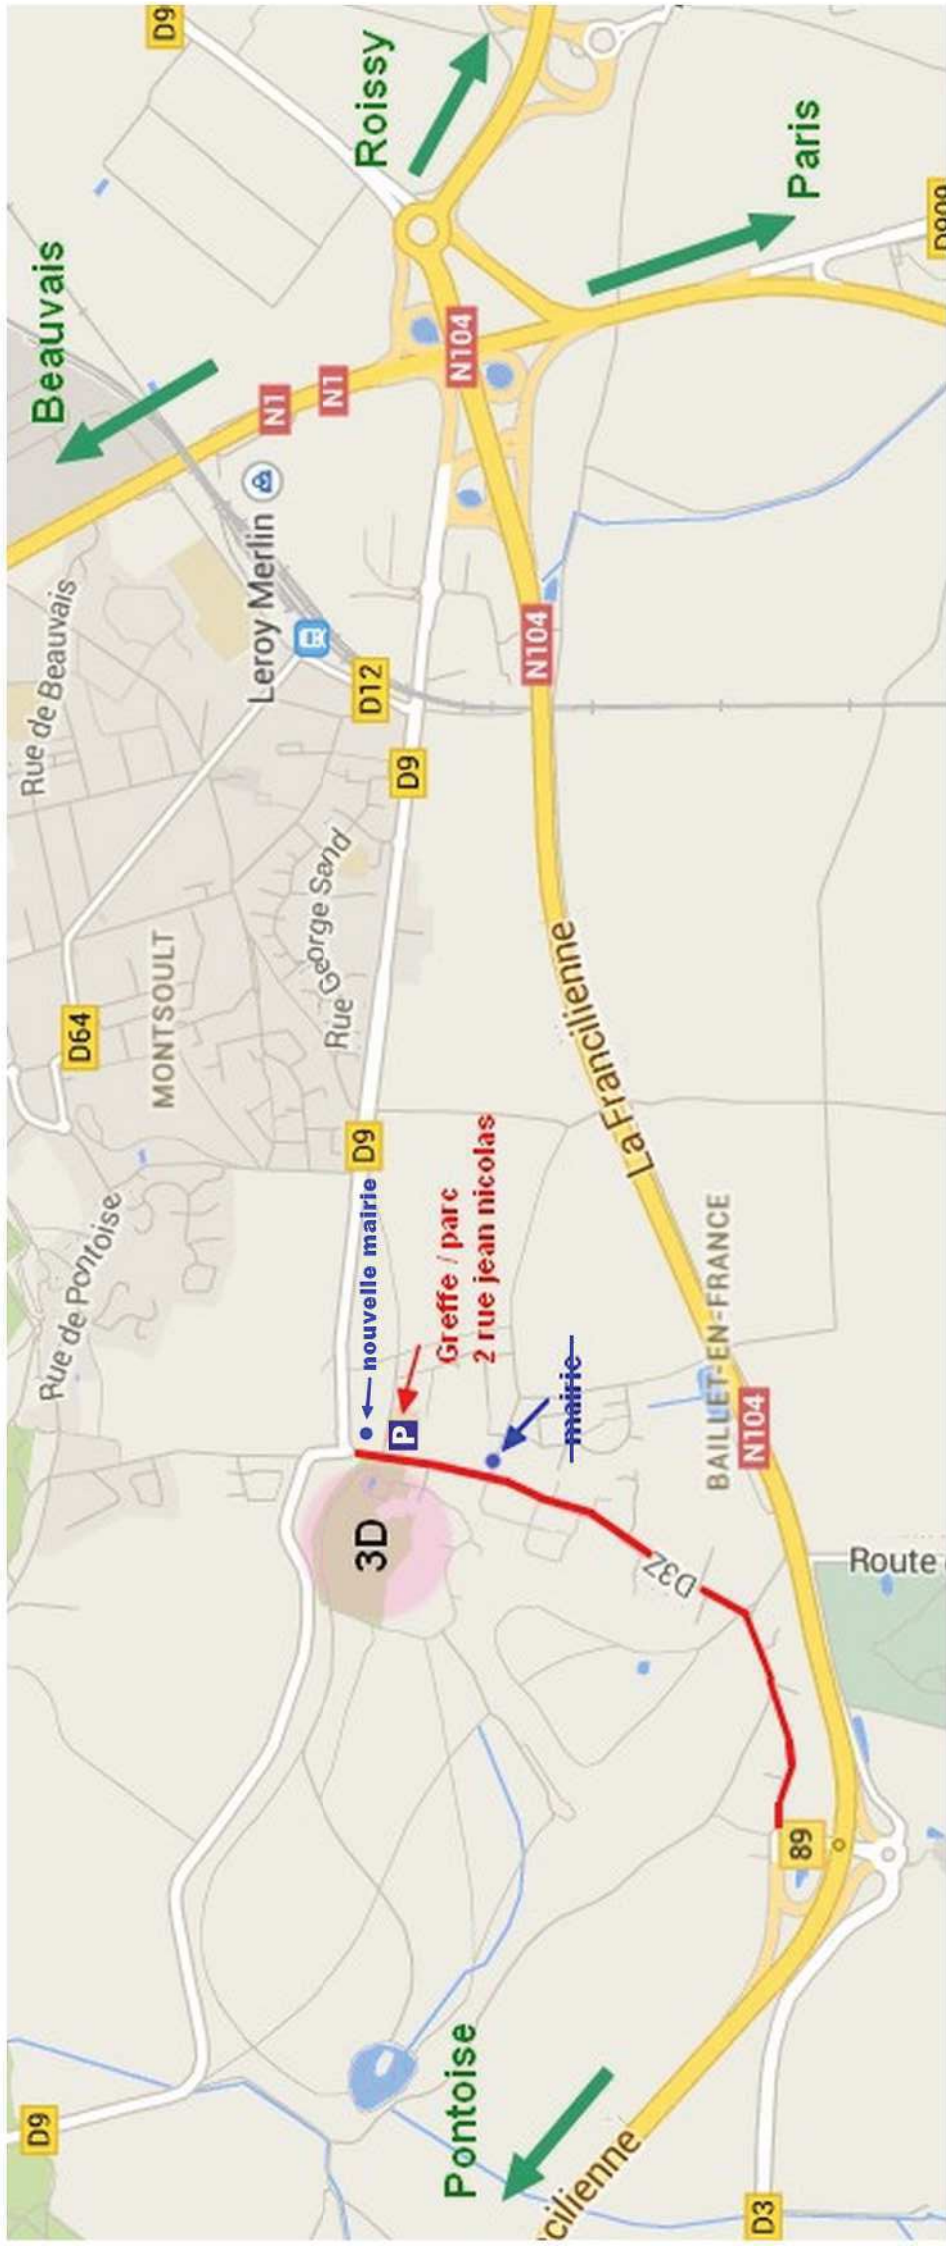 Beauvais
Roissy
D9
Paris
D909
N1
N1
N104
Rue de Beauvais
Leroy Merlin
D12
N104
D9
D64
MONTSOULT
Rue George Sand
La Francilienne
D9
Rue de Pontoise
nouvelle mairie
Greffe / parc
2 rue jean nicolas
P
mairie
3D
BAILLET-EN-FRANCE
N104
D3Z
Route
89
Pontoise
cilienne
D9
D3